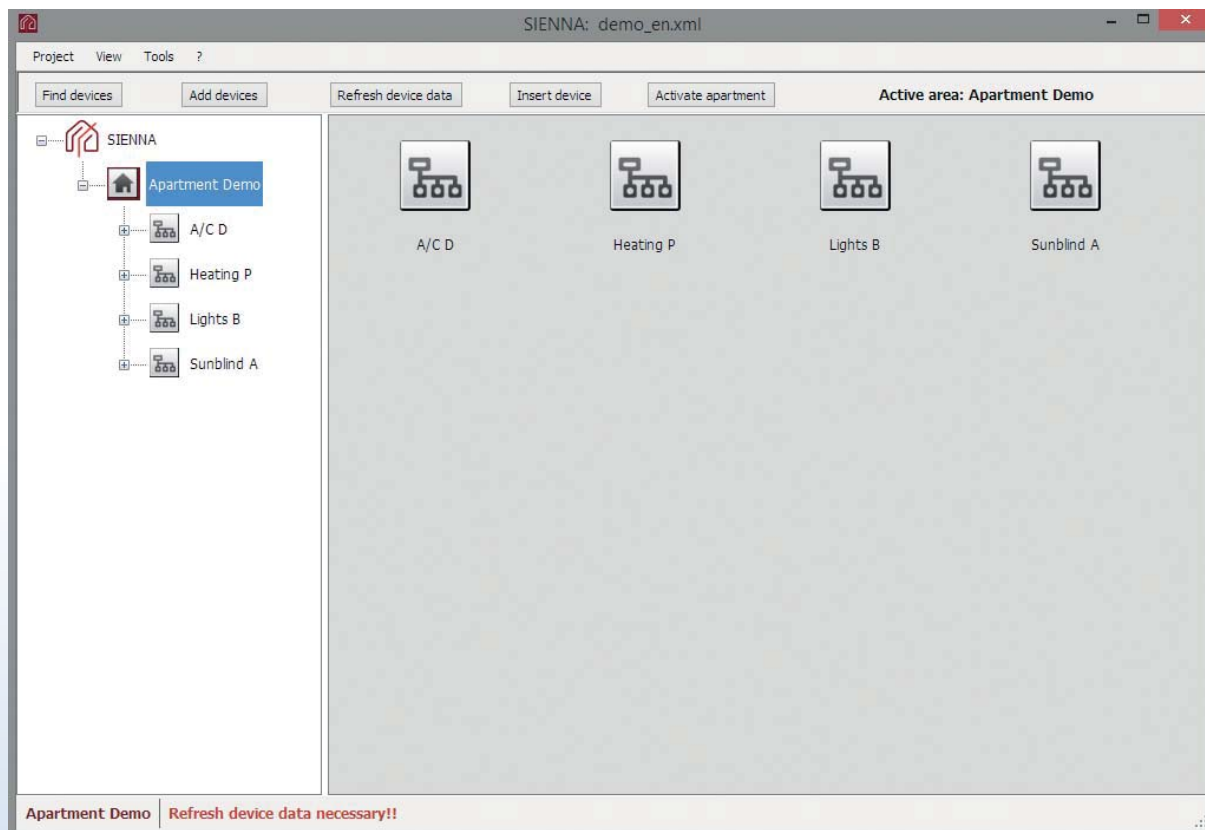 SIENNA: demo_en.xml
Project View Tools ?
Find devices Add devices Refresh device data Insert device Activate apartment Active area: Apartment Demo
SIENNA
Apartment Demo
A/C D
Heating P
Lights B
Sunblind A
A/C D Heating P Lights B Sunblind A
Apartment Demo Refresh device data necessary!!